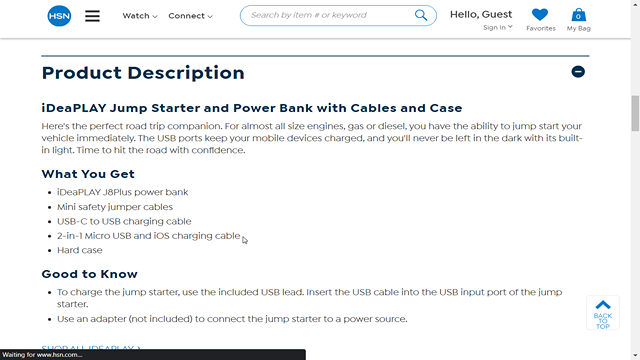 HSN
Watch
Connect
Search by item # or keyword
Hello, Guest
Sign In
Favorites
0
My Bag
Product Description
iDeaPLAY Jump Starter and Power Bank with Cables and Case
Here's the perfect road trip companion. For almost all size engines, gas or diesel, you have the ability to jump start your
vehicle immediately. The USB ports keep your mobile devices charged, and you'll never be left in the dark with its built-
in light. Time to hit the road with confidence.
What You Get
• iDeaPLAY J8Plus power bank
• Mini safety jumper cables
• USB-C to USB charging cable
• 2-in-1 Micro USB and iOS charging cable
• Hard case
Good to Know
• To charge the jump starter, use the included USB lead. Insert the USB cable into the USB input port of the jump
starter.
• Use an adapter (not included) to connect the jump starter to a power source.
BACK
TO
TOP
SHOP ALL IDEAPLAY
Waiting for www.hsn.com...